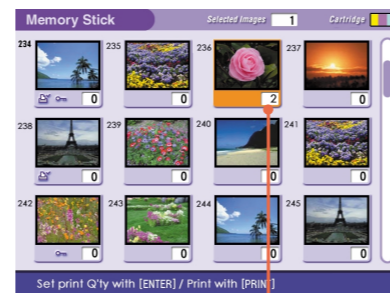 Memory Stick Selected Images 1 Cartridge
234 235 236 237
0 0 2 0
238 239 240 241
0 0 0 0
242 243 244 245
0 0 0 0
Set print Q'ty with [ENTER] / Print with [PRINT]